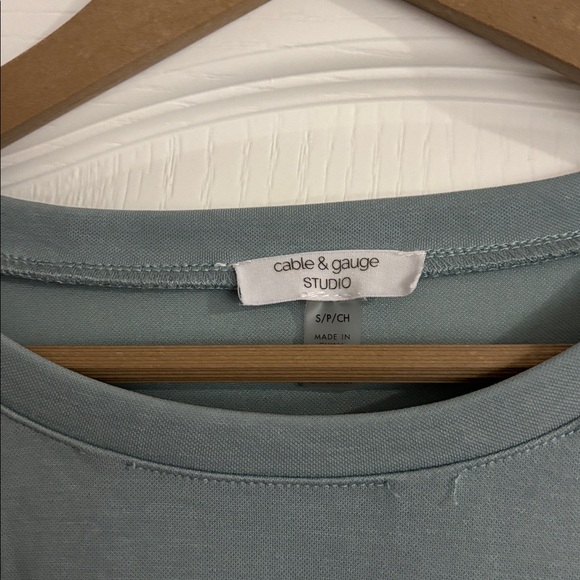 cable & gauge
STUDIO
S/P/CH
MADE IN